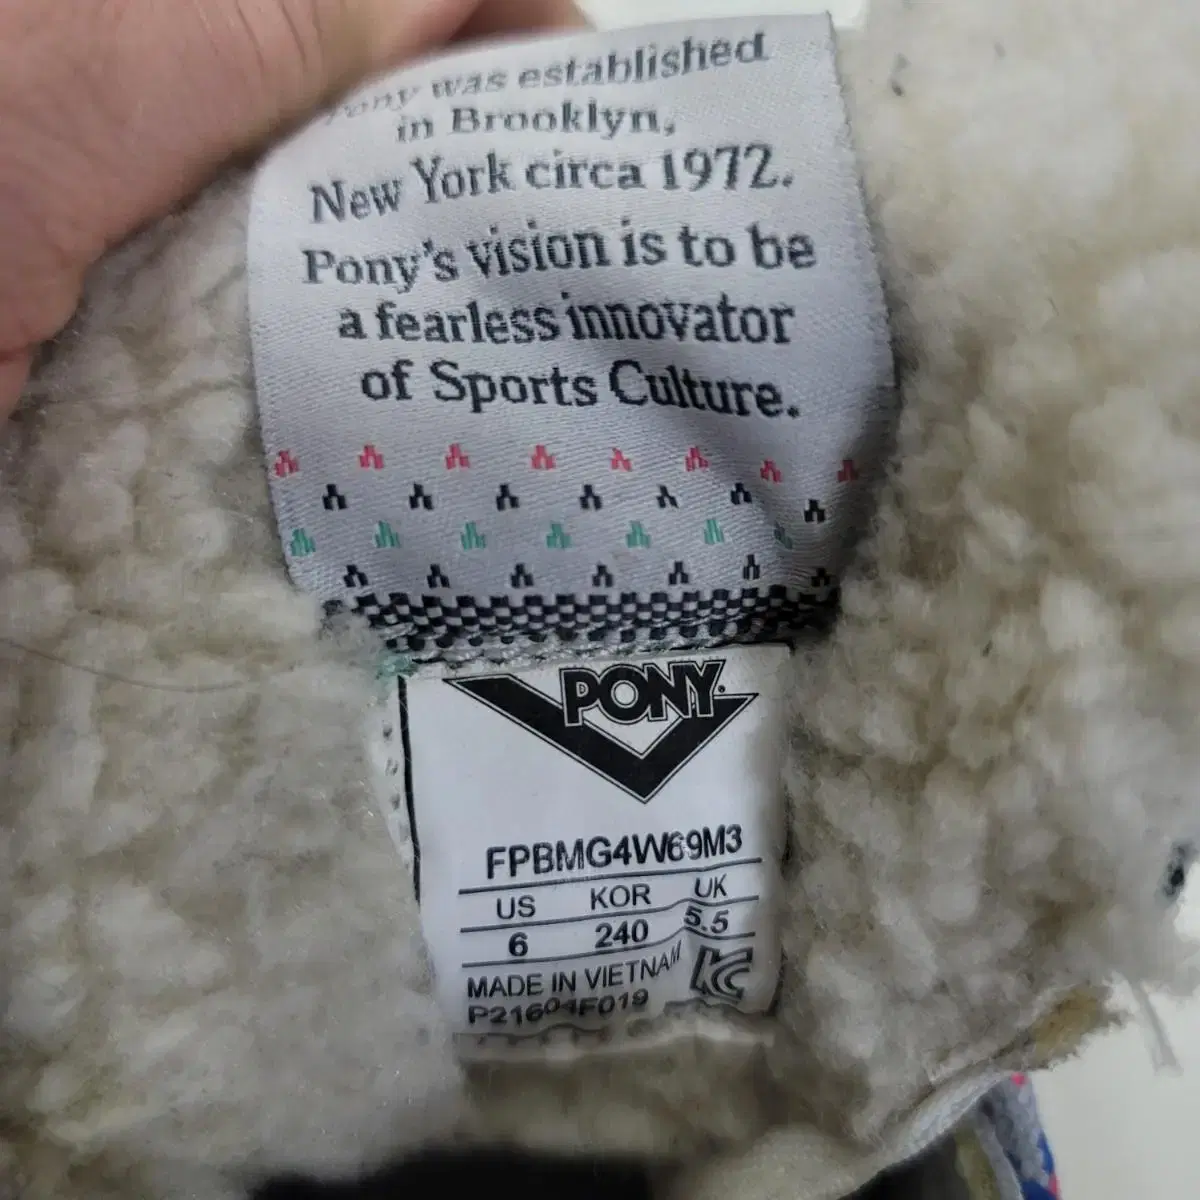 Pony was established
in Brooklyn,
New York circa 1972.
Pony's vision is to be
a fearless innovator
of Sports Culture.
PONY
FPBMG4W69M3
US KOR UK
6 240 5.5
MADE IN VIETNAM
P21604F019
KC